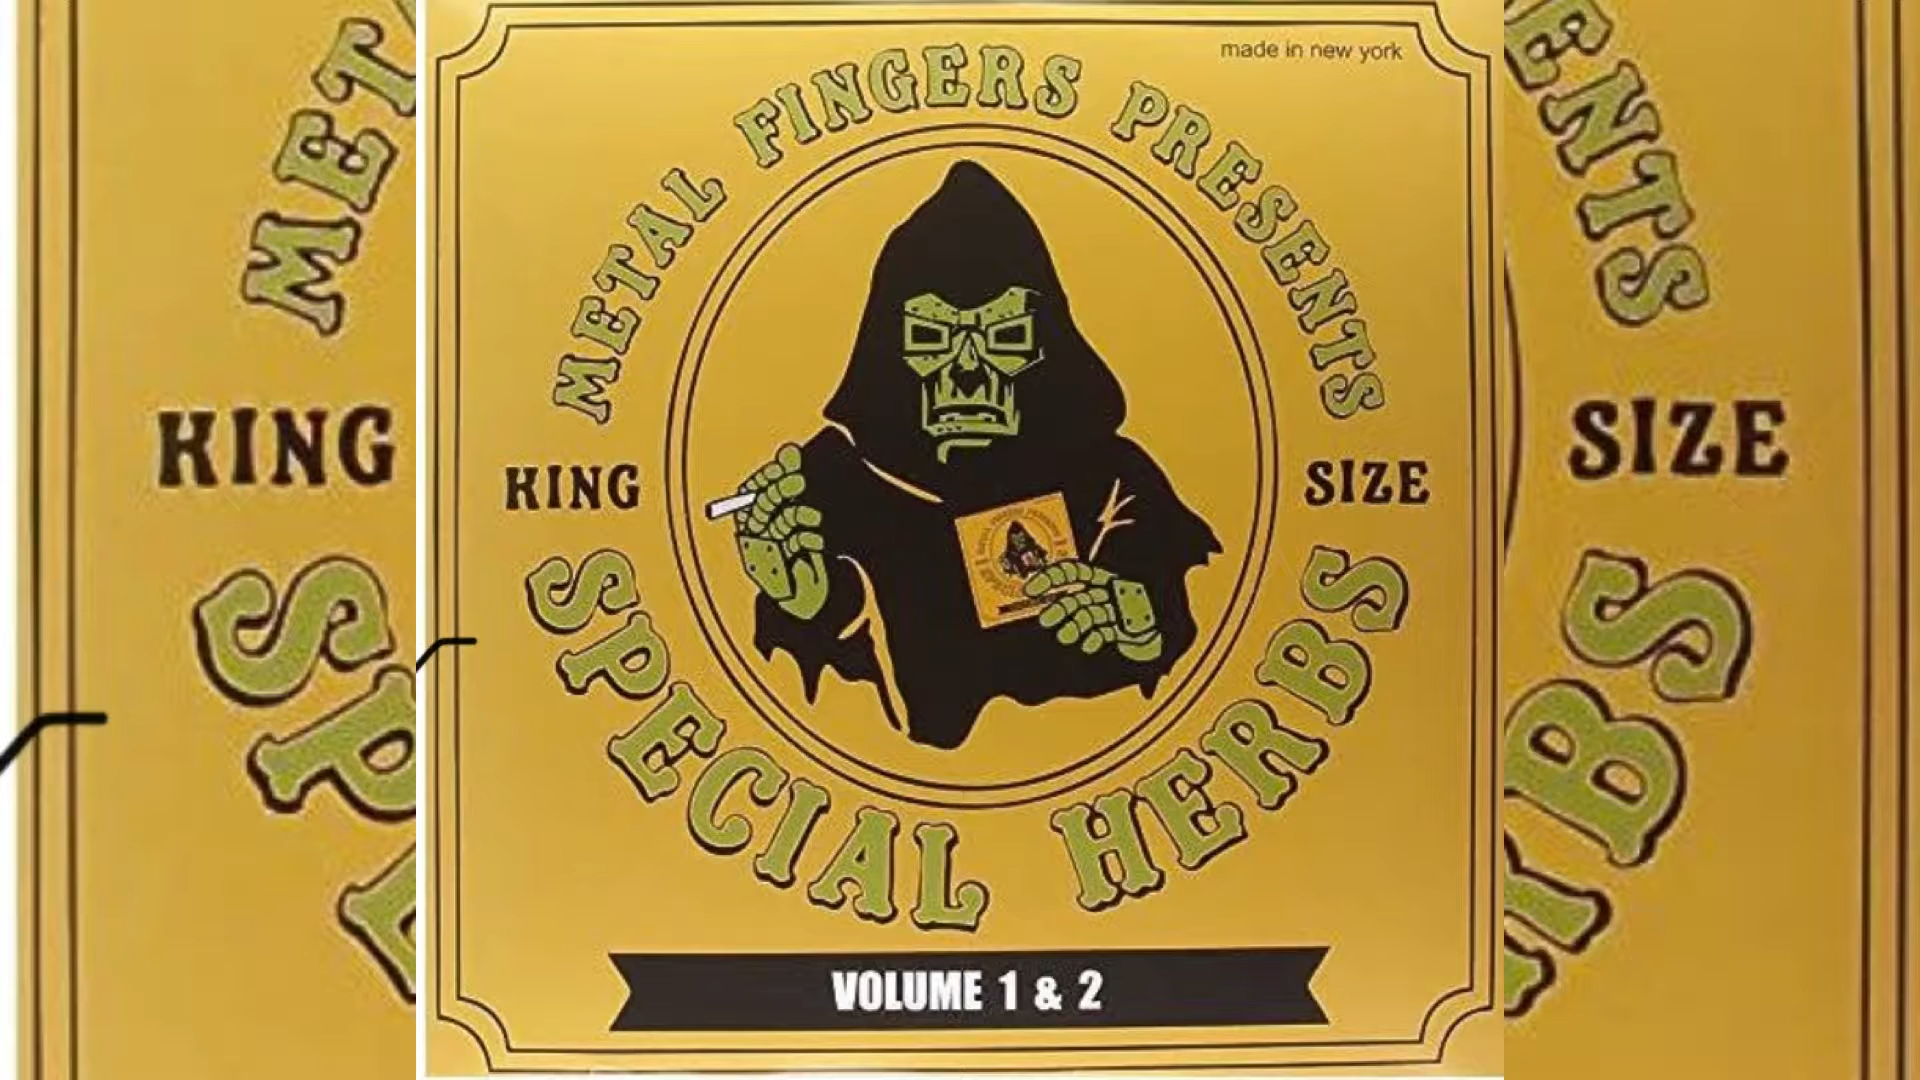 made in new york
METAL FINGERS PRESENTS
KING SIZE
SPECIAL HERBS
VOLUME 1 & 2